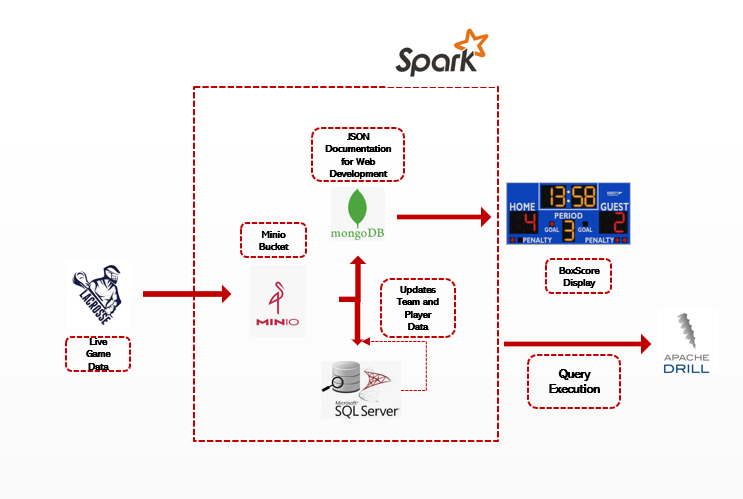 Spark
JSON
Documentation
for Web
Development
mongoDB
Minio
Bucket
MINIO
LACROSSE
Live
Game
Data
Updates
Team and
Player
Data
Microsoft
SQL Server
13:58
HOME
GUEST
4
PERIOD
2
GOAL
3
GOAL
PENALTY
PENALTY
BoxScore
Display
Query
Execution
APACHE
DRILL